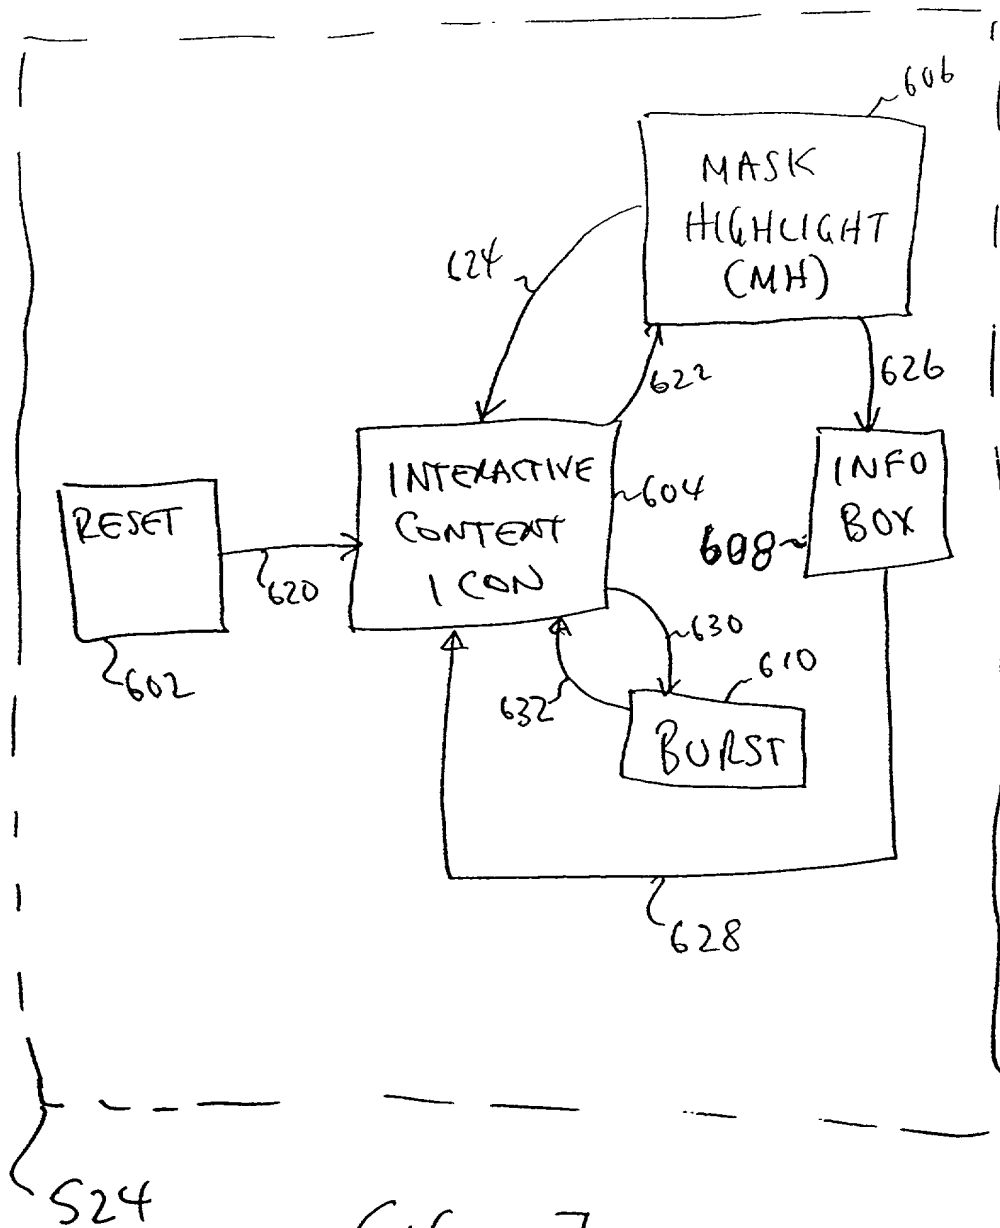 606
MASK
HIGHLIGHT
(MH)
624
622
626
INTERACTIVE
CONTENT
ICON
604
INFO
BOX
608
RESET
620
602
630
610
632
BURST
628
524